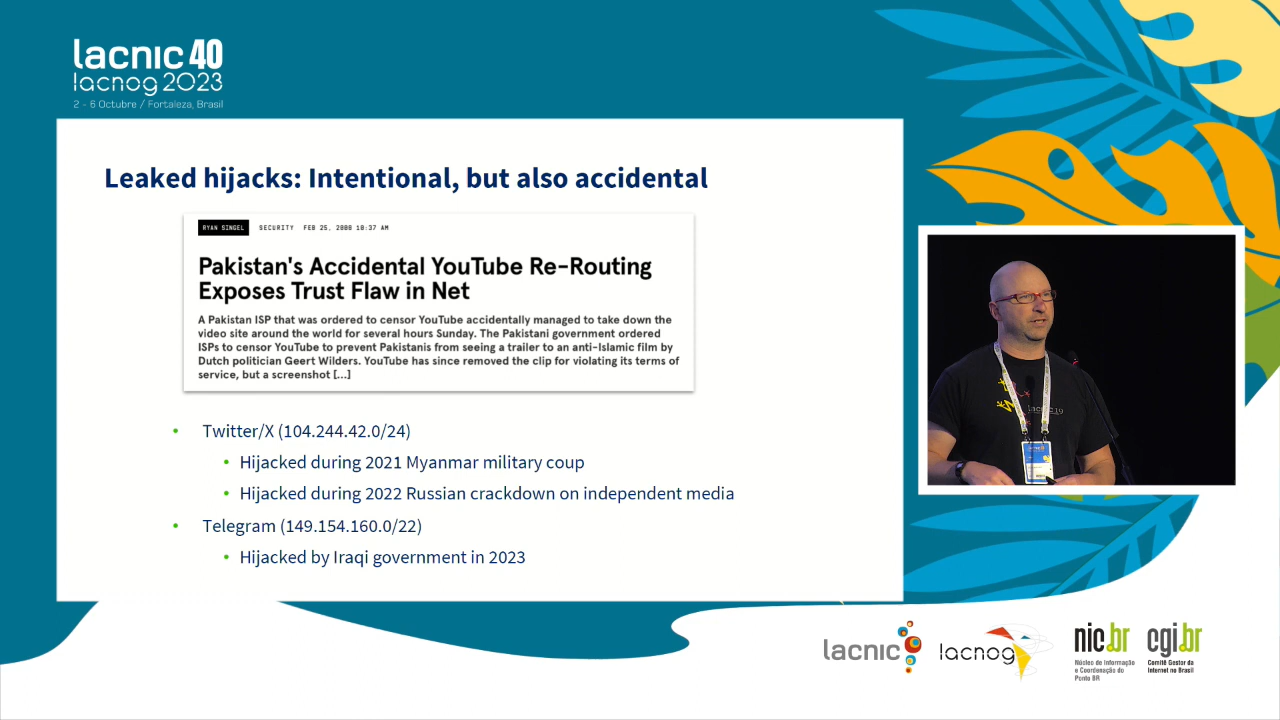 lacnic 40
lacnog 2023
2 - 6 Octubre / Fortaleza, Brasil
Leaked hijacks: Intentional, but also accidental
RYAN SINGEL SECURITY FEB 25, 2008 10:37 AM
Pakistan's Accidental YouTube Re-Routing
Exposes Trust Flaw in Net
A Pakistan ISP that was ordered to censor YouTube accidentally managed to take down the
video site around the world for several hours Sunday. The Pakistani government ordered
ISPs to censor YouTube to prevent Pakistanis from seeing a trailer to an anti-Islamic film by
Dutch politician Geert Wilders. YouTube has since removed the clip for violating its terms of
service, but a screenshot [...]
• Twitter/X (104.244.42.0/24)
• Hijacked during 2021 Myanmar military coup
• Hijacked during 2022 Russian crackdown on independent media
• Telegram (149.154.160.0/22)
• Hijacked by Iraqi government in 2023
lacnic
lacnog
nic.br
Núcleo de Informação
e Coordenação do
Ponto BR
cgi.br
Comitê Gestor da
Internet no Brasil